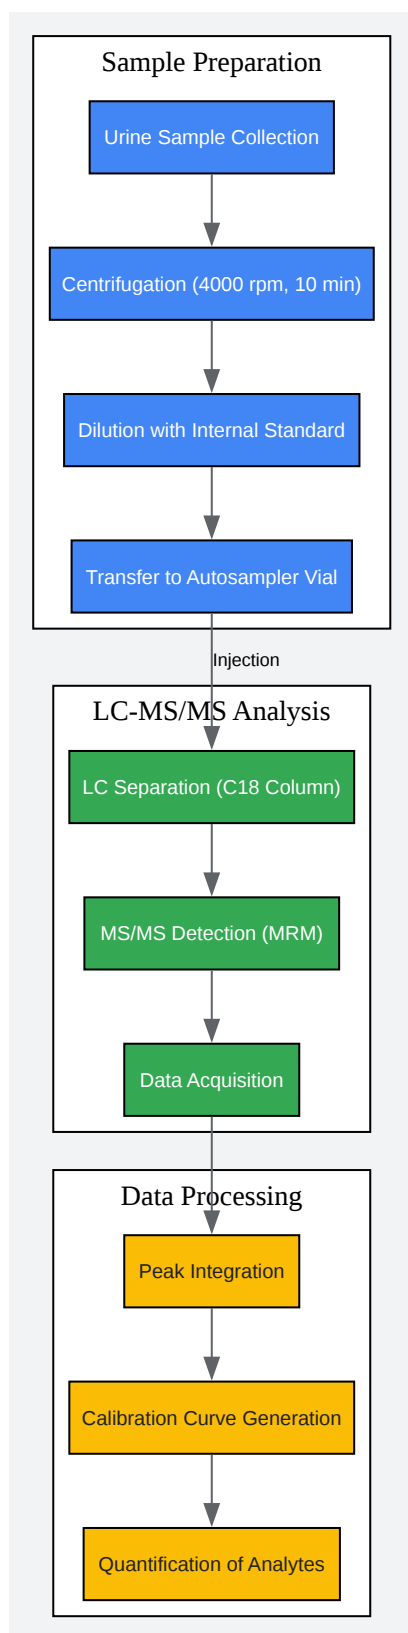 Sample Preparation
Urine Sample Collection
Centrifugation (4000 rpm, 10 min)
Dilution with Internal Standard
Transfer to Autosampler Vial
Injection
LC-MS/MS Analysis
LC Separation (C18 Column)
MS/MS Detection (MRM)
Data Acquisition
Data Processing
Peak Integration
Calibration Curve Generation
Quantification of Analytes